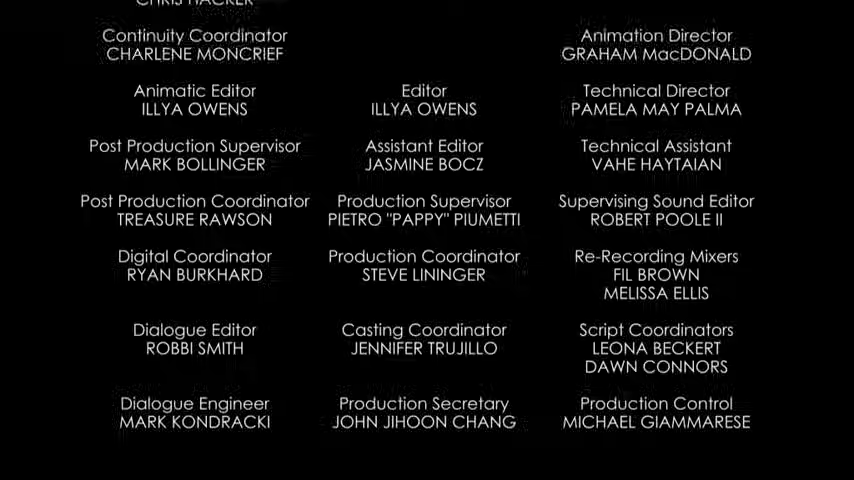 CHRIS HACKER
Continuity Coordinator
CHARLENE MONCRIEF
Animation Director
GRAHAM MacDONALD
Animatic Editor
ILLYA OWENS
Editor
ILLYA OWENS
Technical Director
PAMELA MAY PALMA
Post Production Supervisor
MARK BOLLINGER
Assistant Editor
JASMINE BOCZ
Technical Assistant
VAHE HAYTAIAN
Post Production Coordinator
TREASURE RAWSON
Production Supervisor
PIETRO "PAPPY" PIUMETTI
Supervising Sound Editor
ROBERT POOLE II
Digital Coordinator
RYAN BURKHARD
Production Coordinator
STEVE LININGER
Re-Recording Mixers
FIL BROWN
MELISSA ELLIS
Dialogue Editor
ROBBI SMITH
Casting Coordinator
JENNIFER TRUJILLO
Script Coordinators
LEONA BECKERT
DAWN CONNORS
Dialogue Engineer
MARK KONDRACKI
Production Secretary
JOHN JIHOON CHANG
Production Control
MICHAEL GIAMMARESE